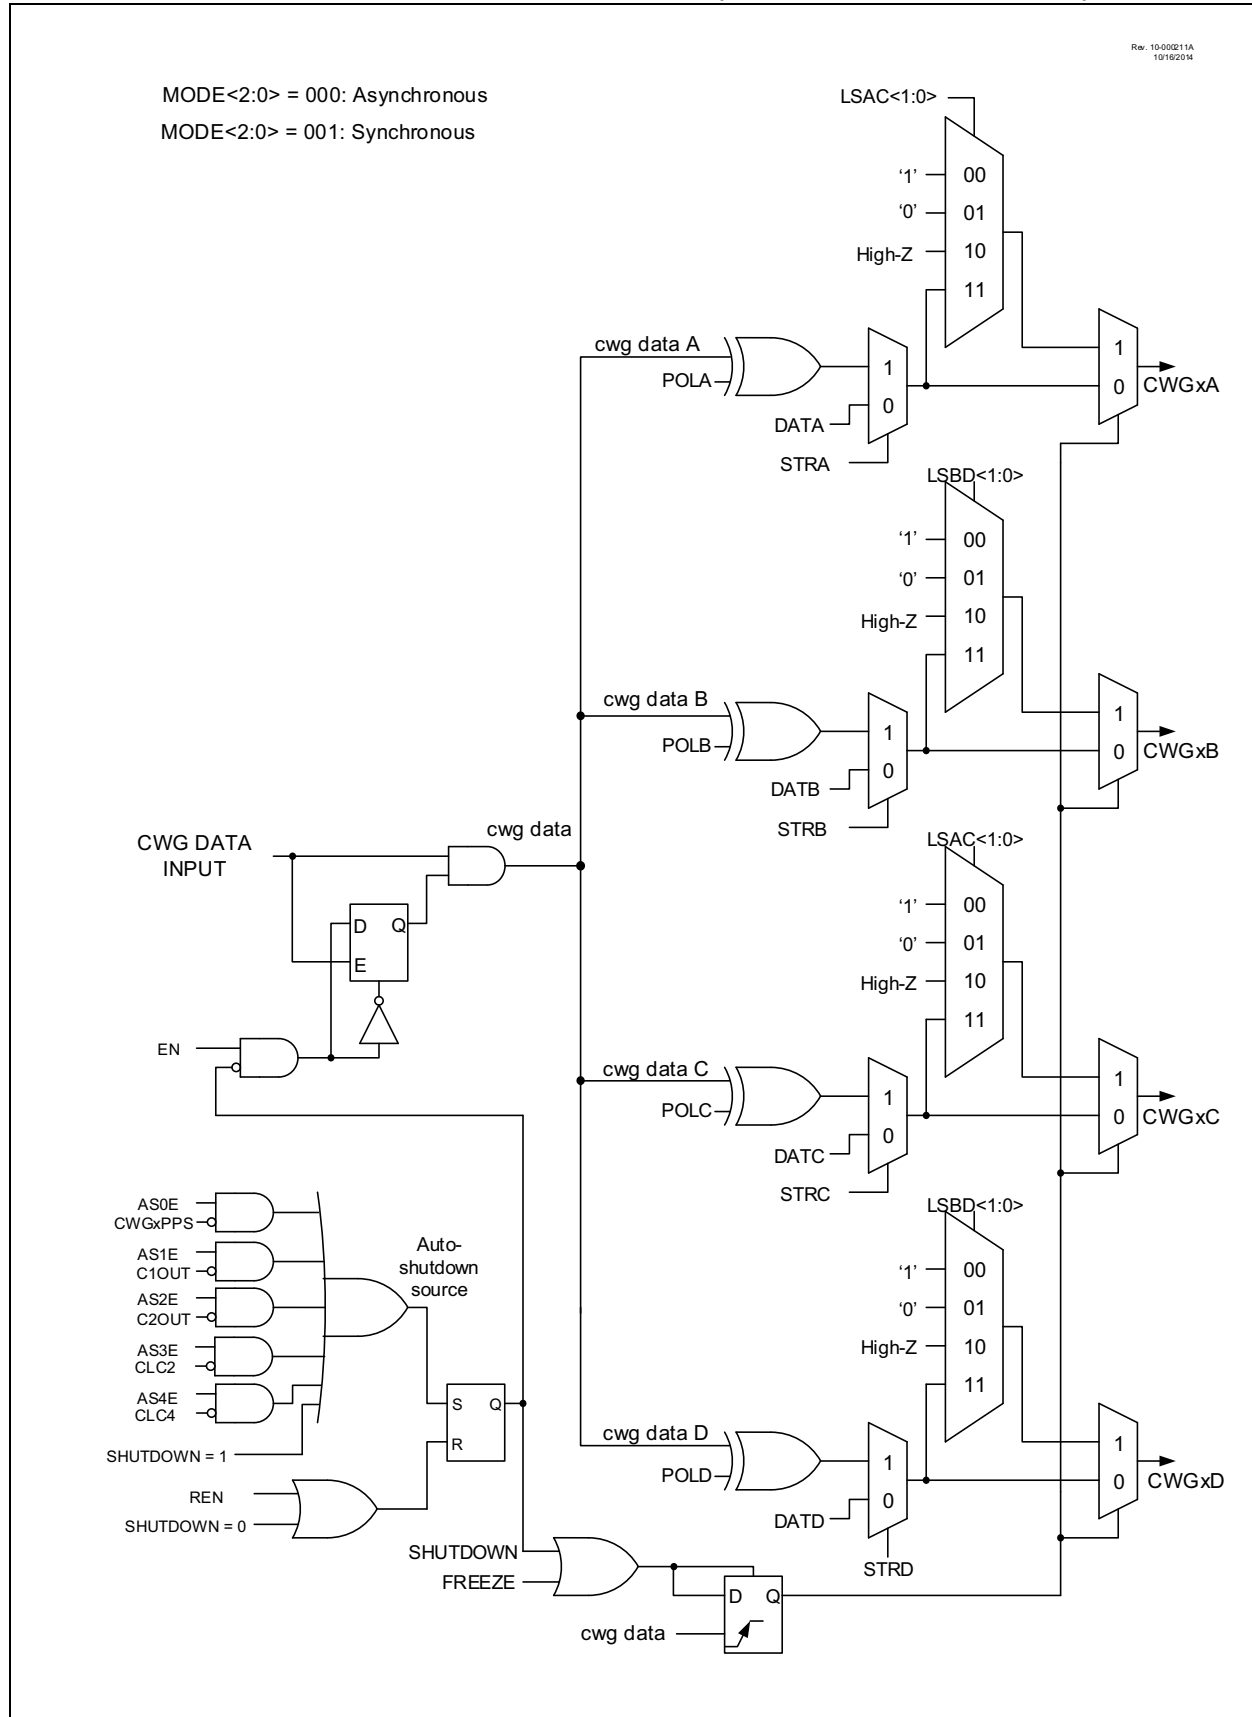 Rev. 10-000211A
10/16/2014
MODE<2:0> = 000: Asynchronous
MODE<2:0> = 001: Synchronous
LSAC<1:0>
‘1’
00
‘0’
01
High-Z
10
11
cwg data A
POLA
1
0
DATA
STRA
1
0
CWGxA
LSBD<1:0>
‘1’
00
‘0’
01
High-Z
10
11
cwg data B
POLB
1
0
DATB
STRB
1
0
CWGxB
CWG DATA
INPUT
cwg data
D
Q
E
EN
LSAC<1:0>
‘1’
00
‘0’
01
High-Z
10
11
cwg data C
POLC
1
0
DATC
STRC
1
0
CWGxC
AS0E
CWGxPPS
AS1E
C1OUT
AS2E
C2OUT
AS3E
CLC2
AS4E
CLC4
SHUTDOWN = 1
Auto-
shutdown
source
S
Q
R
REN
SHUTDOWN = 0
LSBD<1:0>
‘1’
00
‘0’
01
High-Z
10
11
cwg data D
POLD
1
0
DATD
STRD
1
0
CWGxD
SHUTDOWN
FREEZE
D
Q
cwg data